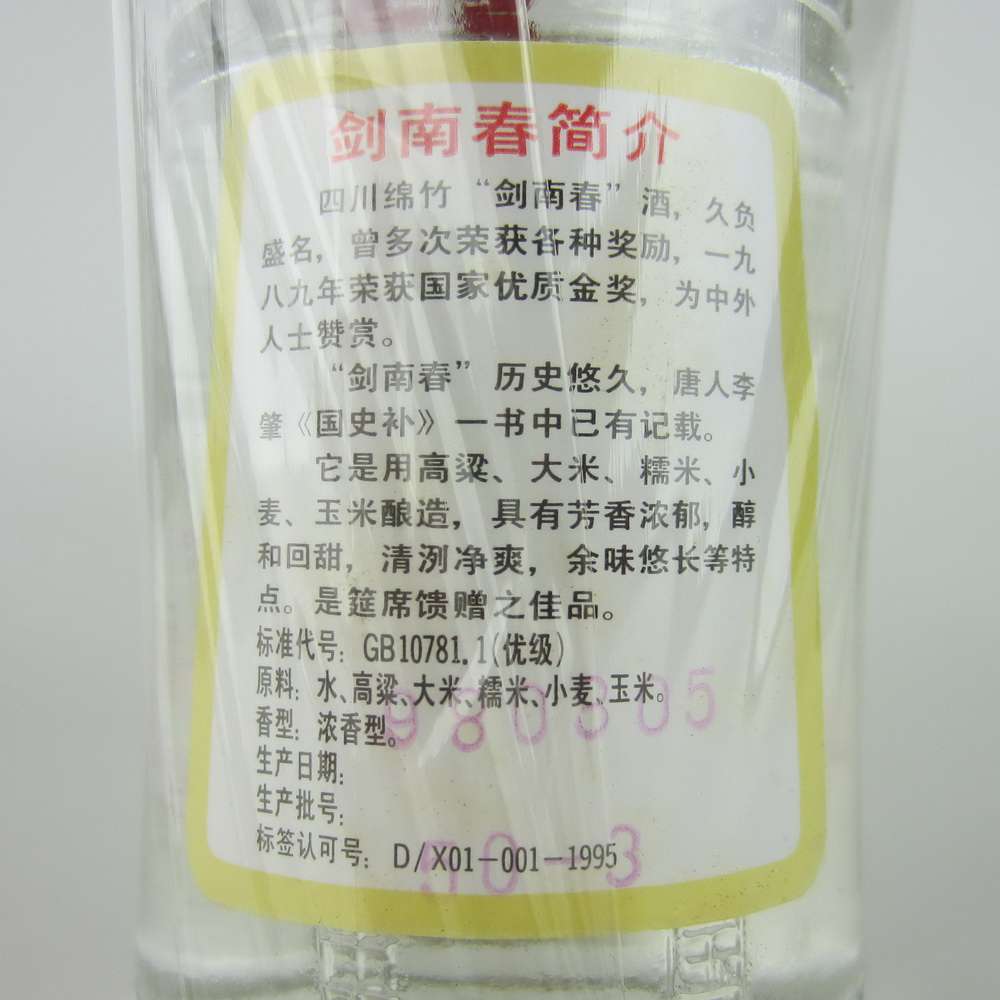 剑南春简介
四川绵竹“剑南春”酒，久负
盛名，曾多次荣获各种奖励，一九
八九年荣获国家优质金奖，为中外
人士赞赏。
“剑南春”历史悠久，唐人李
肇《国史补》一书中已有记载。
它是用高粱、大米、糯米、小
麦、玉米酿造，具有芳香浓郁，醇
和回甜，清洌净爽，余味悠长等特
点。是筵席馈赠之佳品。
标准代号：GB10781.1(优级)
原料：水、高粱、大米、糯米、小麦、玉米。
980305
香型：浓香型。
生产日期：
生产批号：
50-3
标签认可号：D/X01-001-1995